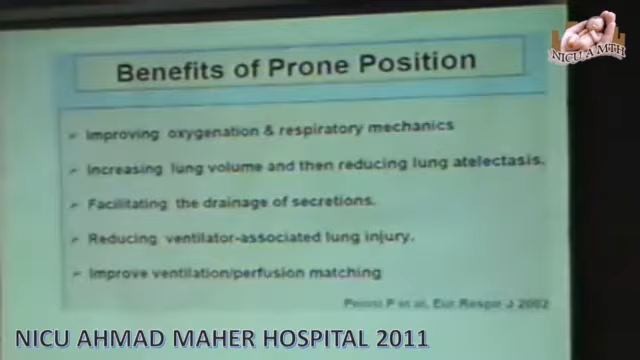 Benefits of Prone Position
NICU A MTH
Improving oxygenation & respiratory mechanics
Increasing lung volume and then reducing lung atelectasis.
Facilitating the drainage of secretions.
Reducing ventilator-associated lung injury.
Improve ventilation/perfusion matching
P et al, Eur Respir J 2002
NICU AHMAD MAHER HOSPITAL 2011